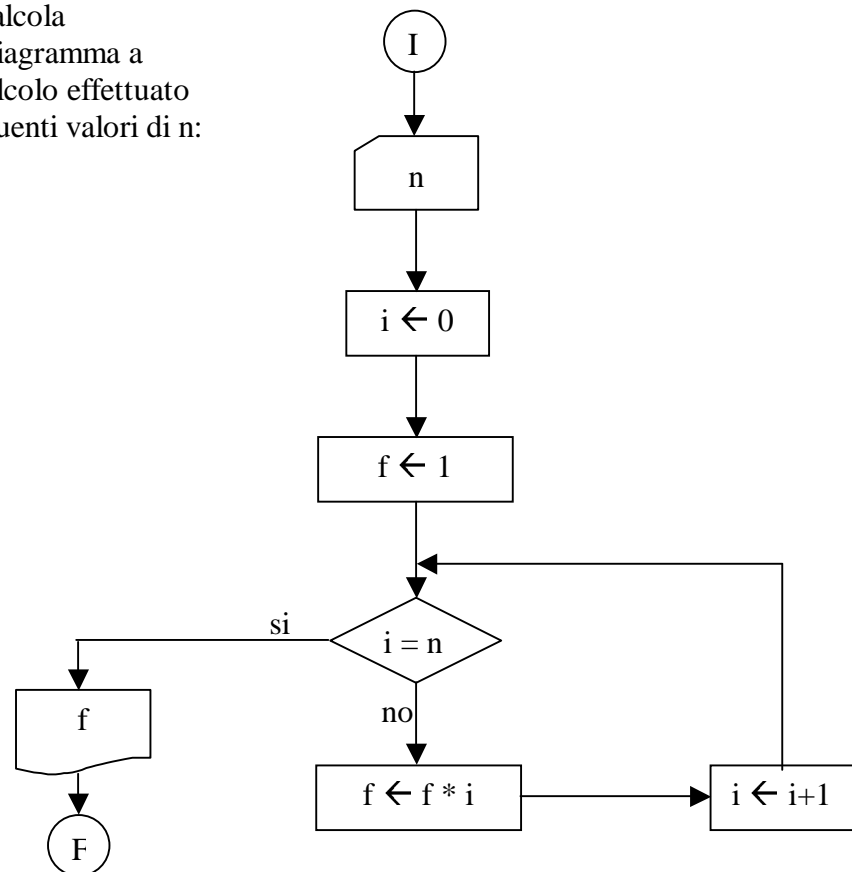 alcola
iagramma a
lcolo effettuato
uenti valori di n:
I
n
i ← 0
f ← 1
i = n
si
no
f
f ← f * i
i ← i+1
F